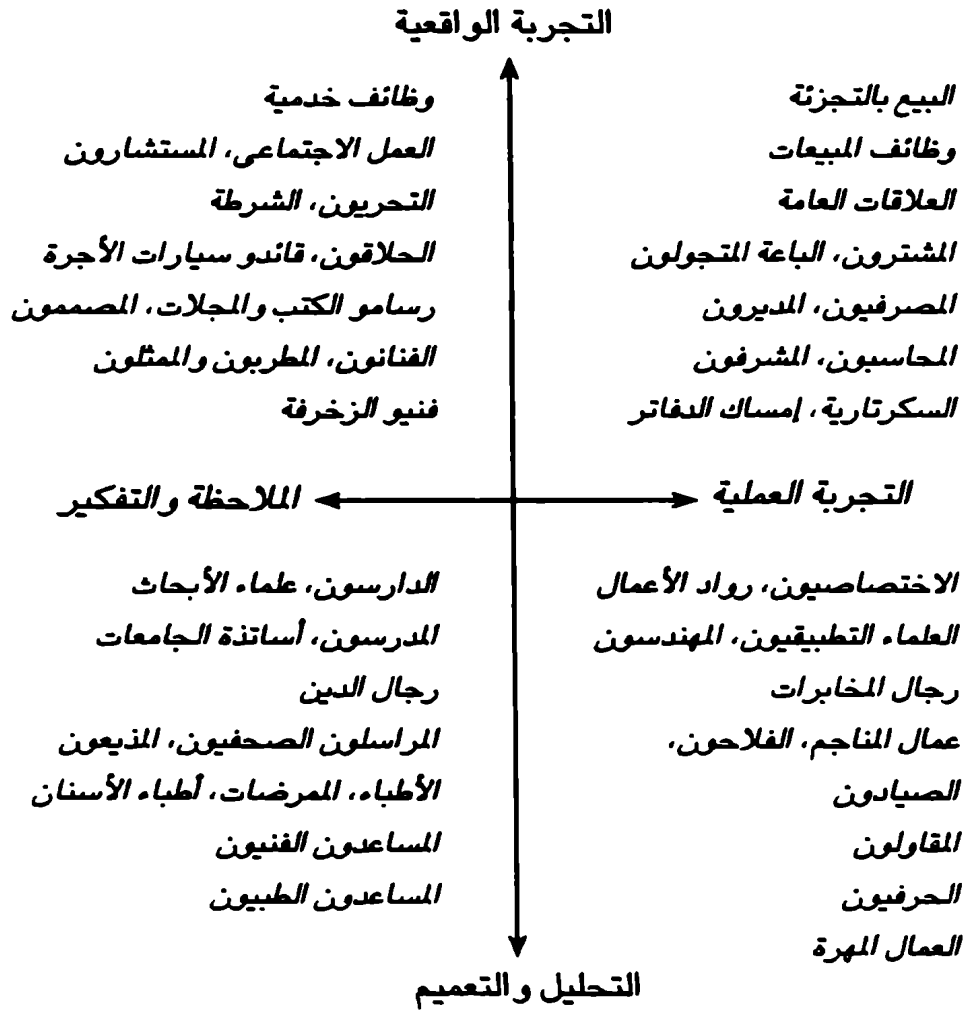 التجربة الواقعية
البيع بالتجزئة
وظائف المبيعات
العلاقات العامة
المشترون، الباعة المتجولون
المصرفيون، المديرون
المحاسبون، المشرفون
السكرتارية، إمساك الدفاتر
وظائف خدمية
العمل الاجتماعى، المستشارون
التحريون، الشرطة
الحلاقون، قائدو سيارات الأجرة
رسامو الكتب والمجلات، المصممون
الفنانون، المطربون والممثلون
فنيو الزخرفة
التجربة العملية
الملاحظة والتفكير
الاختصاصيون، رواد الأعمال
العلماء التطبيقيون، المهندسون
رجال المخابرات
عمال المناجم، الفلاحون،
الصيادون
المقاولون
الحرفيون
العمال المهرة
الدارسون، علماء الأبحاث
المدرسون، أساتذة الجامعات
رجال الدين
المراسلون الصحفيون، المذيعون
الأطباء، الممرضات، أطباء الأسنان
المساعدون الفنيون
المساعدون الطبيون
التحليل والتعميم